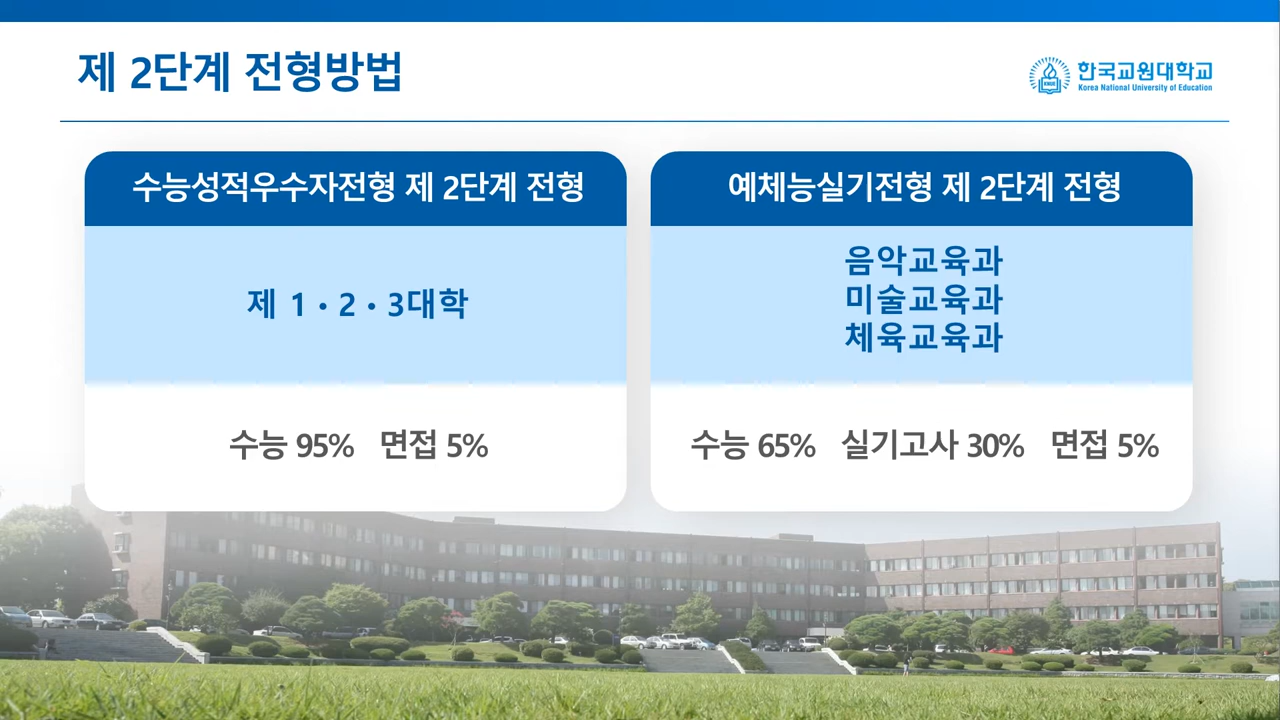 제 2단계 전형방법
한국교원대학교
Korea National University of Education
수능성적우수자전형 제 2단계 전형
제 1 · 2 · 3대학
수능 95% 면접 5%
예체능실기전형 제 2단계 전형
음악교육과
미술교육과
체육교육과
수능 65% 실기고사 30% 면접 5%